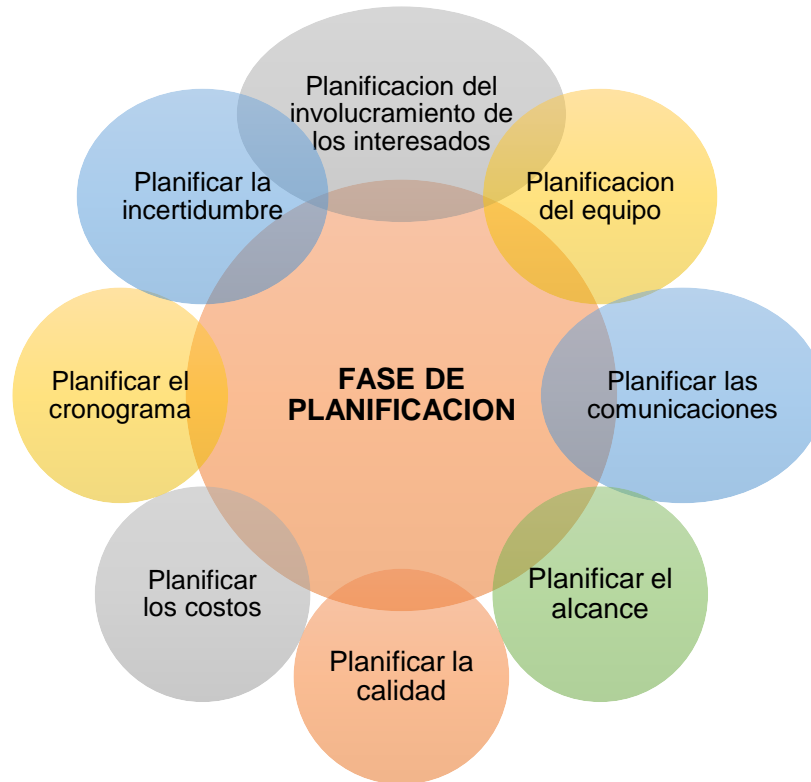 Planificacion del
involucramiento de
los interesados
Planificar la
incertidumbre
Planificacion
del equipo
Planificar el
cronograma
FASE DE
PLANIFICACION
Planificar las
comunicaciones
Planificar
los costos
Planificar el
alcance
Planificar la
calidad